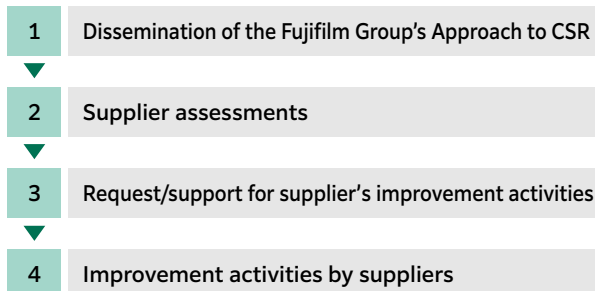 1 Dissemination of the Fujifilm Group's Approach to CSR
2 Supplier assessments
3 Request/support for supplier's improvement activities
4 Improvement activities by suppliers